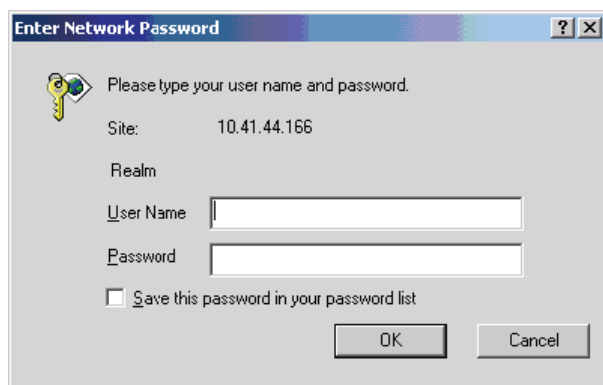 Enter Network Password
Please type your user name and password.
Site: 10.41.44.166
Realm
User Name
Password
Save this password in your password list
OK Cancel